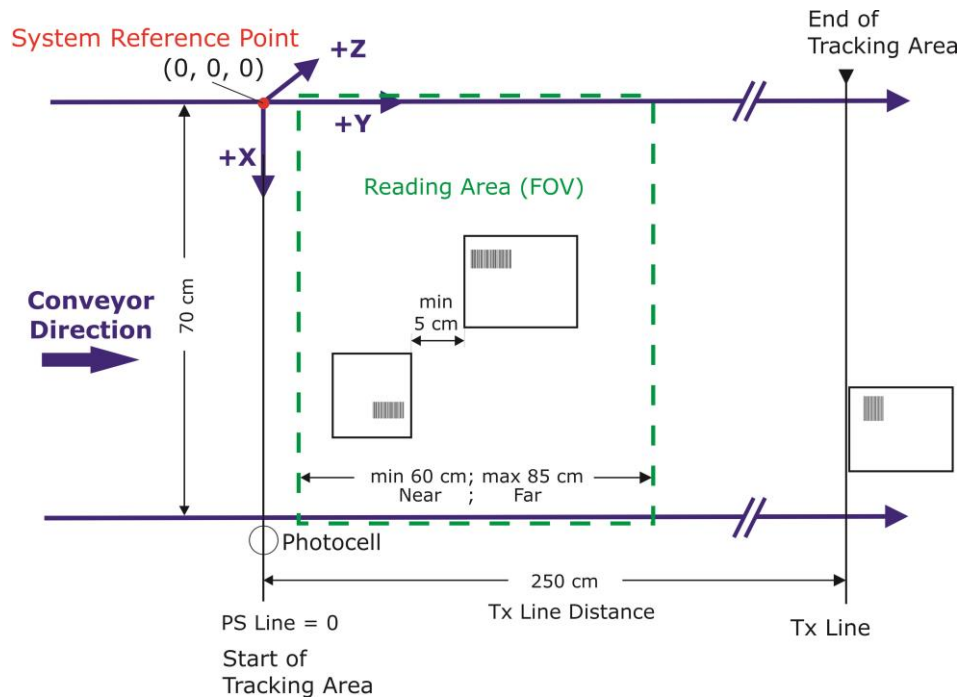 End of
Tracking Area
System Reference Point
(0, 0, 0)
+Z
+Y
+X
Reading Area (FOV)
min
5 cm
Conveyor
Direction
70 cm
min 60 cm; max 85 cm
Near ; Far
Photocell
250 cm
PS Line = 0
Tx Line Distance
Tx Line
Start of
Tracking Area